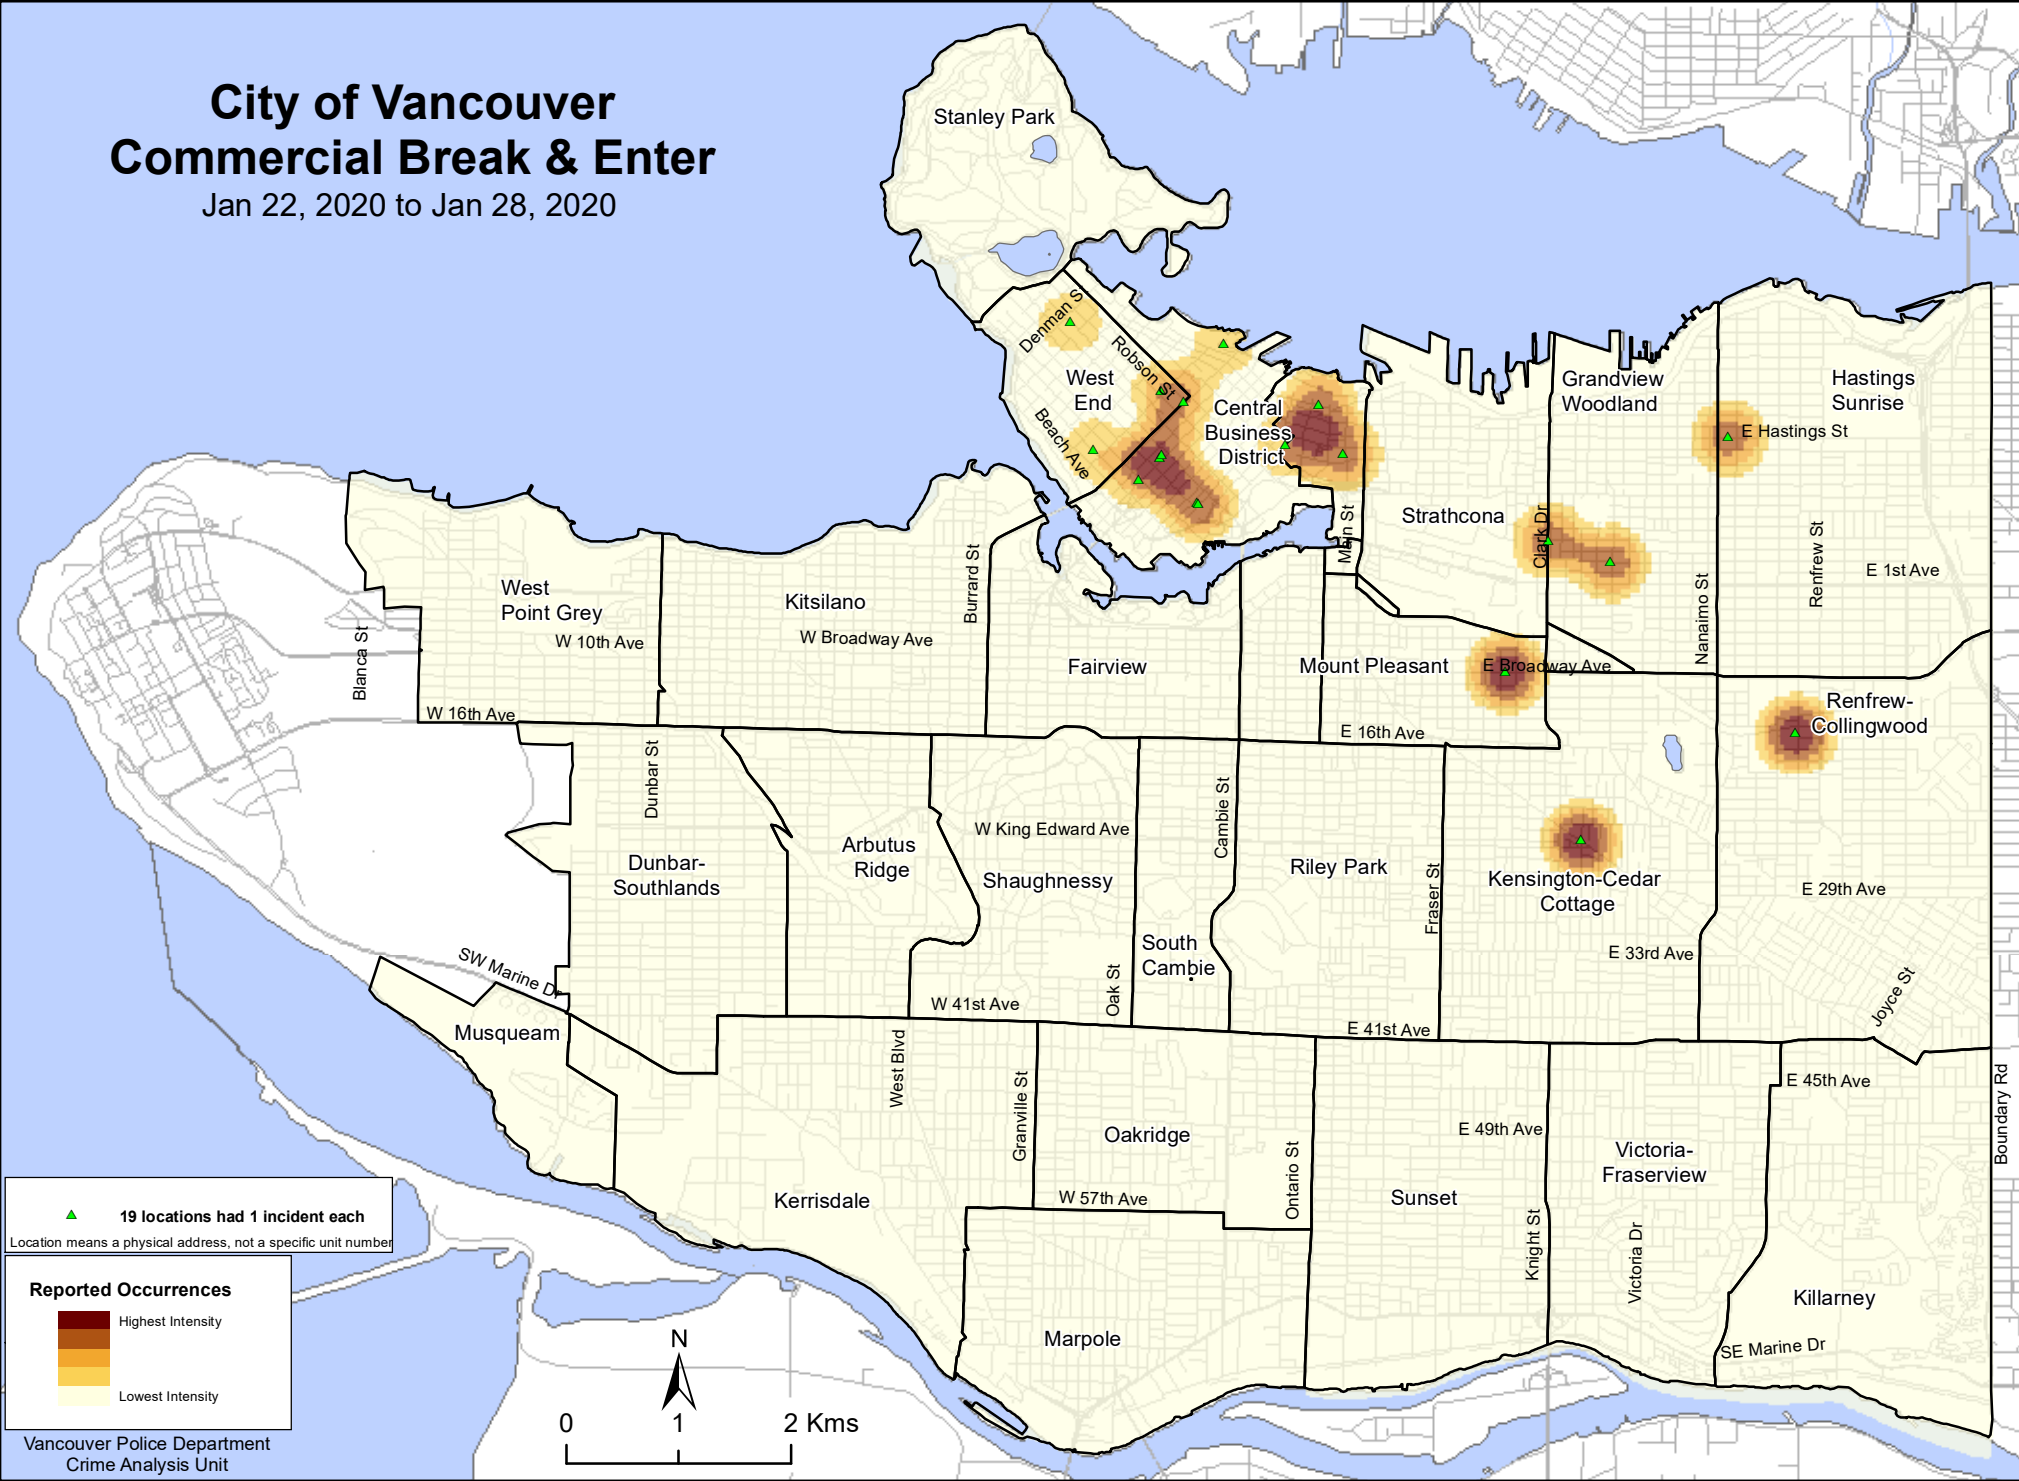 City of Vancouver
Commercial Break & Enter
Jan 22, 2020 to Jan 28, 2020
Stanley Park
Denman S
Robson St
West
End
Beach Ave
Central
Business
District
Grandview
Woodland
Hastings
Sunrise
E Hastings St
Strathcona
Main St
Clark Dr
Nanaimo St
Renfrew St
E 1st Ave
West
Point Grey
W 10th Ave
Blanca St
W 16th Ave
Kitsilano
W Broadway Ave
Burrard St
Fairview
Mount Pleasant
E Broadway Ave
E 16th Ave
Renfrew-
Collingwood
Dunbar St
Dunbar-
Southlands
Arbutus
Ridge
W King Edward Ave
Shaughnessy
Cambie St
Riley Park
Fraser St
Kensington-Cedar
Cottage
E 29th Ave
E 33rd Ave
South
Cambie
Oak St
Joyce St
SW Marine Dr
W 41st Ave
E 41st Ave
Musqueam
West Blvd
Granville St
Oakridge
Ontario St
E 49th Ave
E 45th Ave
Boundary Rd
Victoria-
Fraserview
Kerrisdale
W 57th Ave
Sunset
Knight St
Victoria Dr
Killarney
SE Marine Dr
Marpole
19 locations had 1 incident each
Location means a physical address, not a specific unit number
Reported Occurrences
Highest Intensity
Lowest Intensity
Vancouver Police Department
Crime Analysis Unit
N
0 1 2 Kms